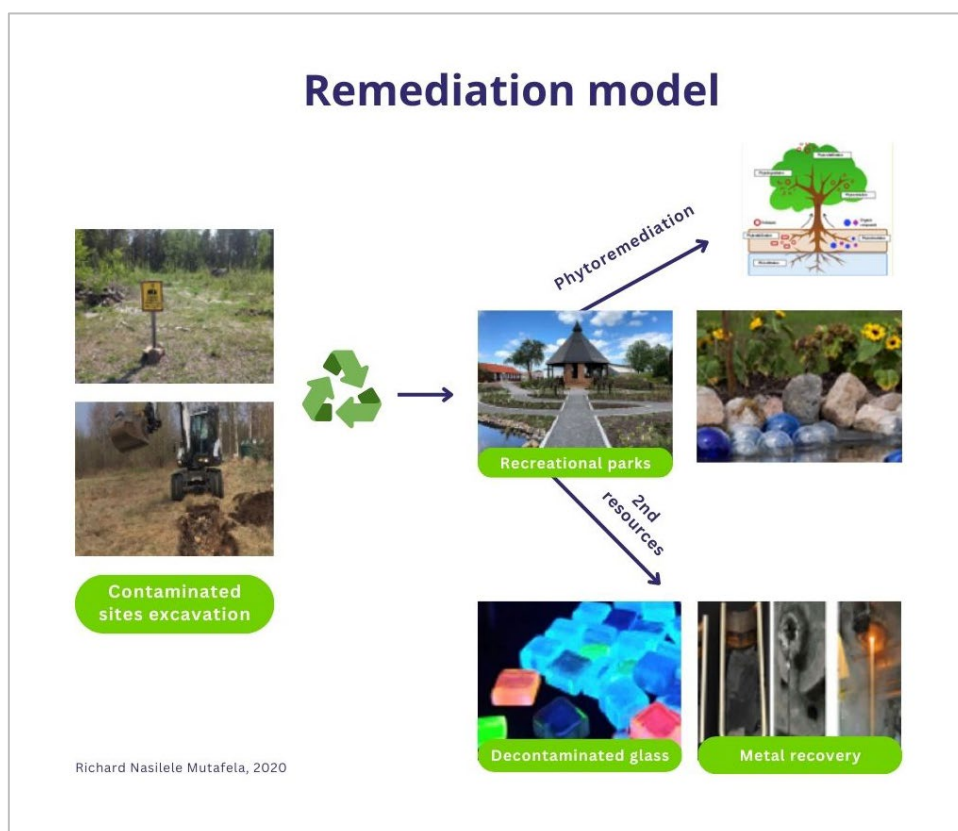 Remediation model
Phytoremediation
Recreational parks
2nd
resources
Contaminated
sites excavation
Decontaminated glass
Metal recovery
Richard Nasilele Mutafela, 2020